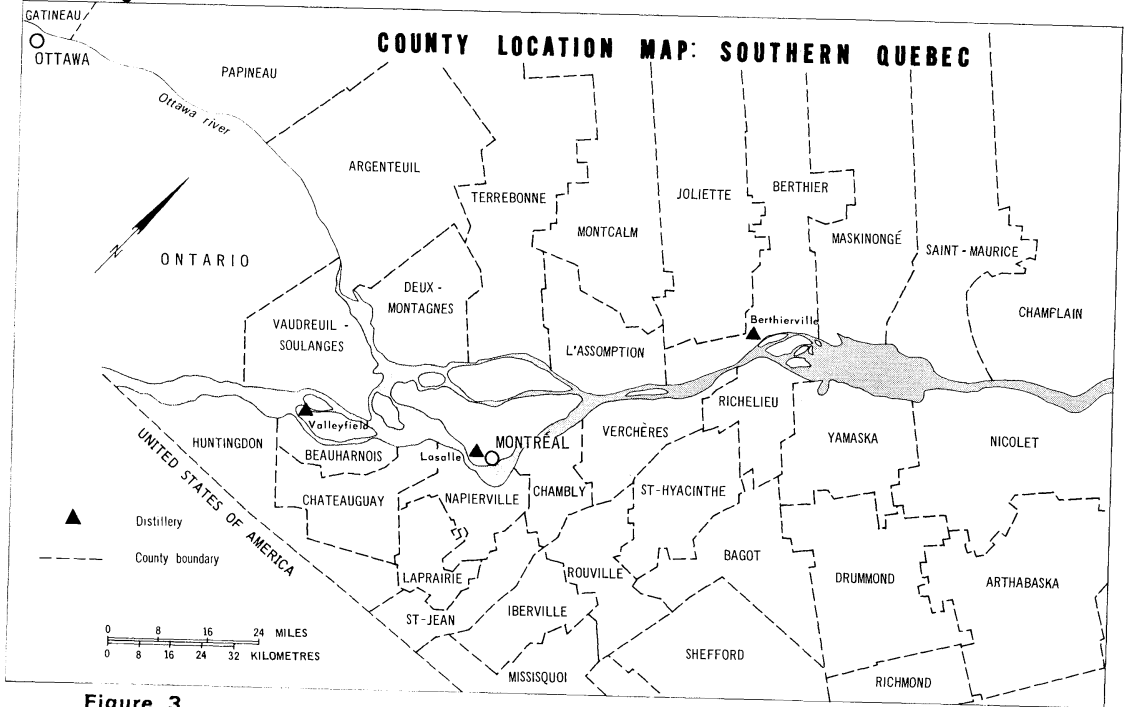 GATINEAU
OTTAWA
COUNTY LOCATION MAP: SOUTHERN QUEBEC
PAPINEAU
Ottawa river
ARGENTEUIL
TERREBONNE
JOLIETTE
BERTHIER
MONTCALM
MASKINONGÉ
SAINT-MAURICE
N
ONTARIO
DEUX-
MONTAGNES
CHAMPLAIN
VAUDREUIL -
SOULANGES
Berthierville
L'ASSOMPTION
RICHELIEU
Valleyfield
VERCHÈRES
YAMASKA
HUNTINGDON
BEAUHARNOIS
Lasalle
MONTRÉAL
NICOLET
UNITED STATES OF AMERICA
CHATEAUGUAY
NAPIERVILLE
CHAMBLY
ST-HYACINTHE
Distillery
County boundary
BAGOT
LAPRAIRIE
ROUVILLE
DRUMMOND
ARTHABASKA
ST-JEAN
IBERVILLE
0 8 16 24 MILES
0 8 16 24 32 KILOMETRES
SHEFFORD
MISSISQUOI
RICHMOND
Figure 3